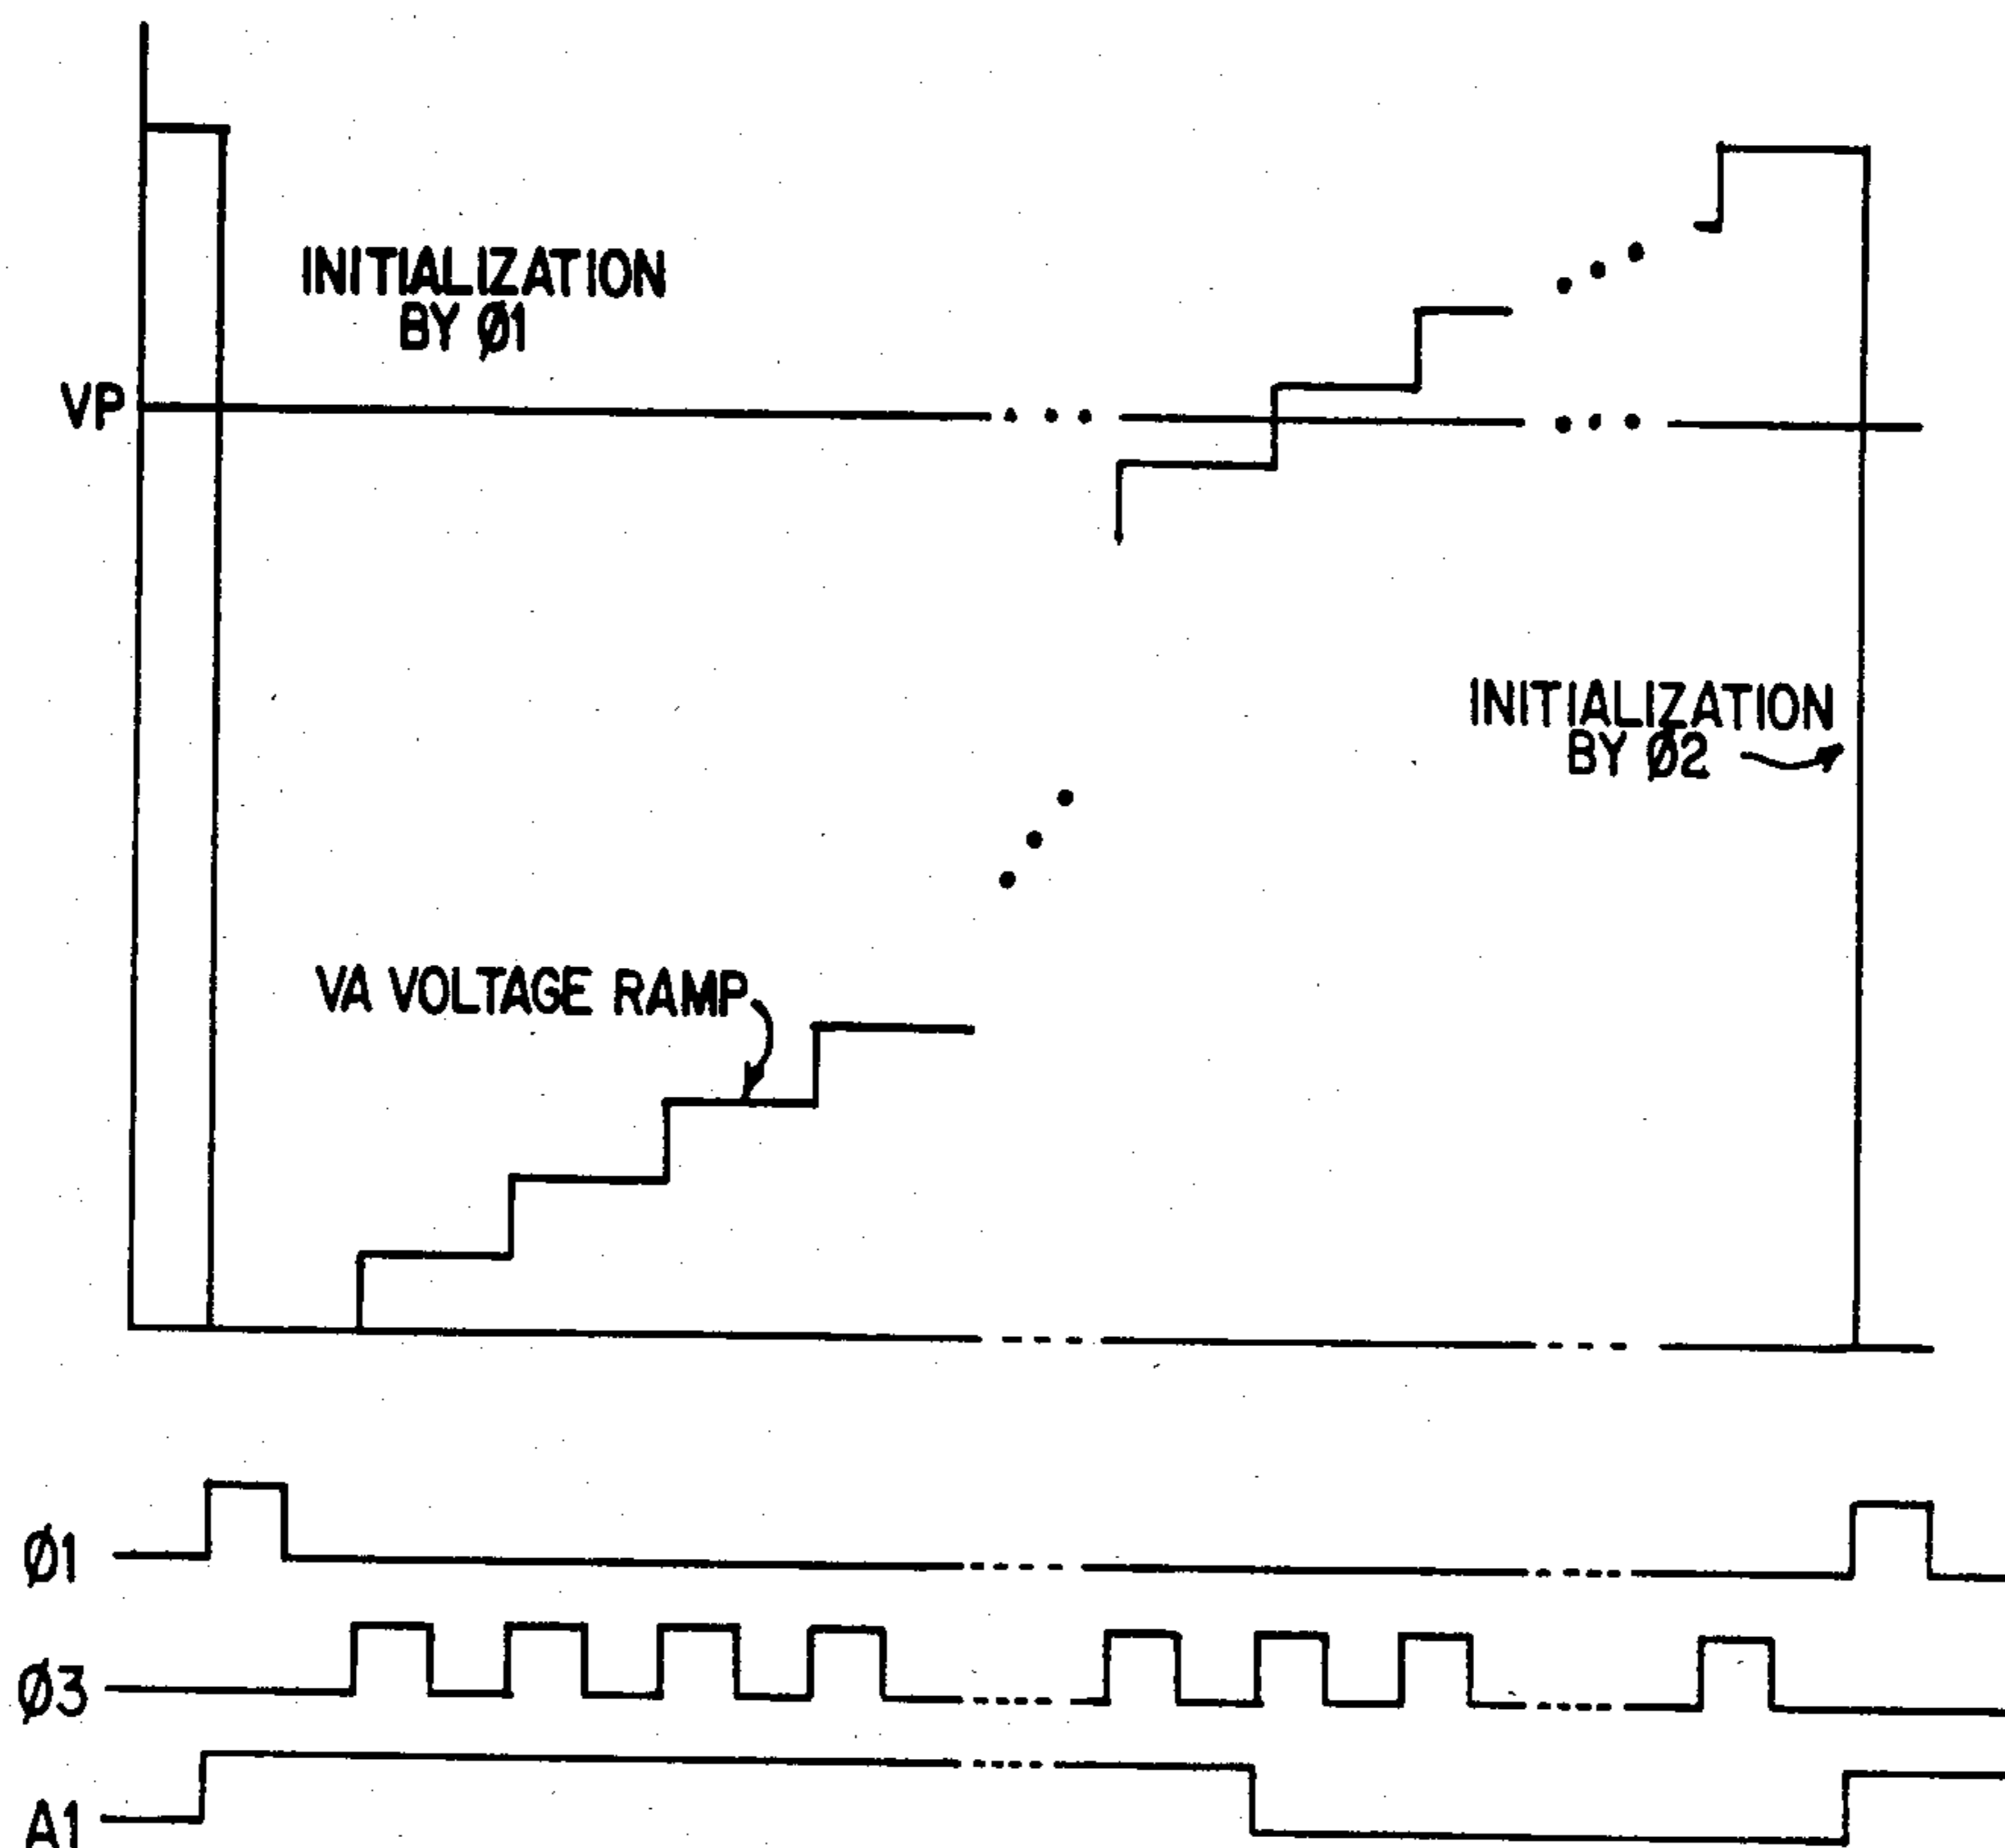 INITIALIZATION
BY Ø1
VP
INITIALIZATION
BY Ø2
VA VOLTAGE RAMP
Ø1
Ø3
A1